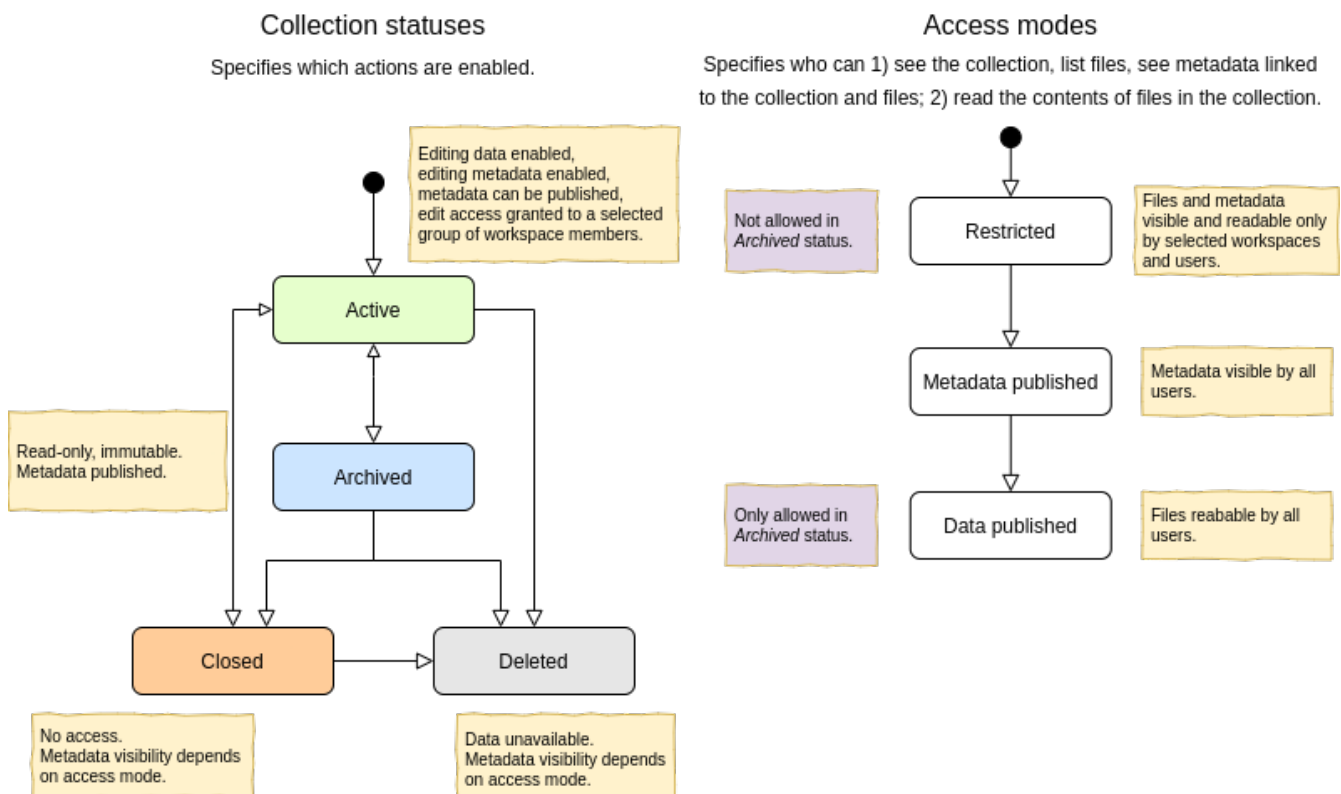 Collection statuses
Specifies which actions are enabled.
Editing data enabled,
editing metadata enabled,
metadata can be published,
edit access granted to a selected
group of workspace members.
Active
Read-only, immutable.
Metadata published.
Archived
Closed
Deleted
No access.
Metadata visibility depends
on access mode.
Data unavailable.
Metadata visibility depends
on access mode.
Access modes
Specifies who can 1) see the collection, list files, see metadata linked
to the collection and files; 2) read the contents of files in the collection.
Not allowed in
Archived status.
Restricted
Files and metadata
visible and readable only
by selected workspaces
and users.
Metadata published
Metadata visible by all
users.
Only allowed in
Archived status.
Data published
Files reabable by all
users.